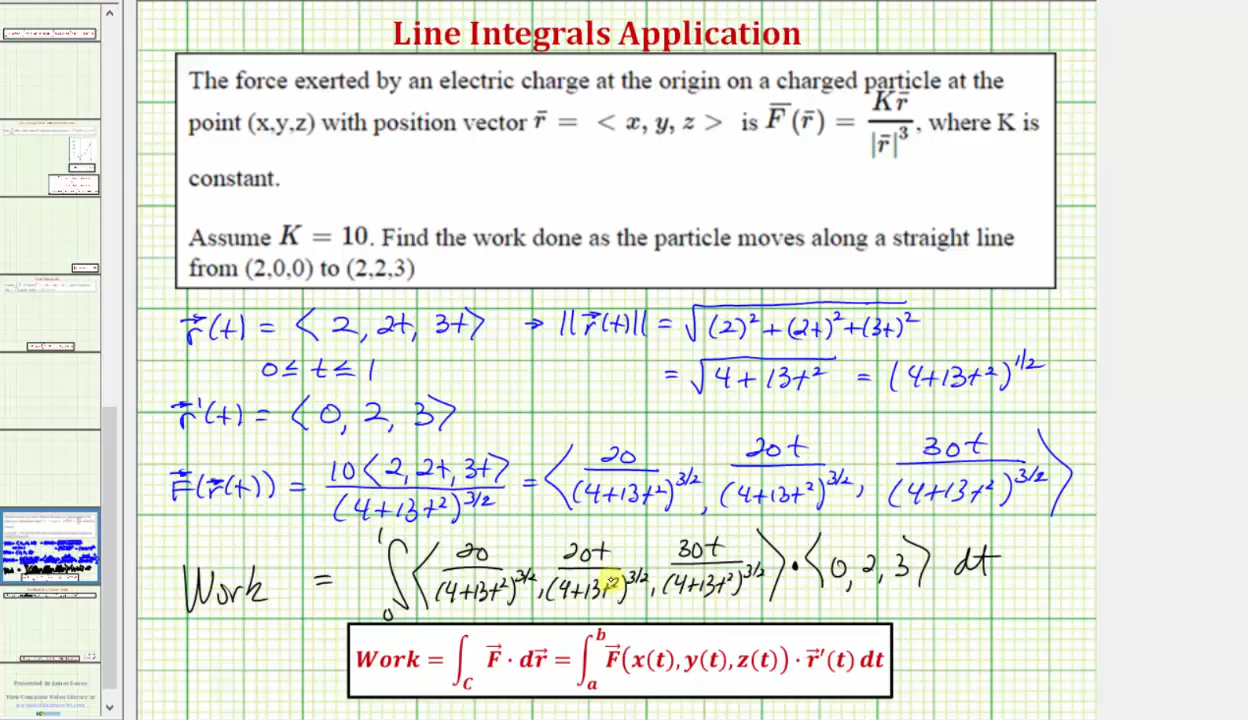 Line Integrals Application
The force exerted by an electric charge at the origin on a charged particle at the
point (x,y,z) with position vector r̄ = < x, y, z > is F̄(r̄) = Kr̄ / |r̄|³, where K is
constant.
Assume K = 10. Find the work done as the particle moves along a straight line
from (2,0,0) to (2,2,3)
r⃗(t) = ⟨2, 2t, 3t⟩ → ||r⃗(t)|| = √((2)²+(2t)²+(3t)²)
0 ≤ t ≤ 1 = √(4+13t²) = (4+13t²)^1/2
r⃗'(t) = ⟨0, 2, 3⟩
F⃗(r⃗(t)) = 10⟨2, 2t, 3t⟩ / (4+13t²)^3/2 = ⟨20 / (4+13t²)^3/2, 20t / (4+13t²)^3/2, 30t / (4+13t²)^3/2⟩
Work = ∫₀¹ ⟨20 / (4+13t²)^3/2, 20t / (4+13t²)^3/2, 30t / (4+13t²)^3/2⟩ · ⟨0, 2, 3⟩ dt
Work = ∫_C F⃗ · dr⃗ = ∫_a^b F⃗(x(t), y(t), z(t)) · r⃗'(t) dt